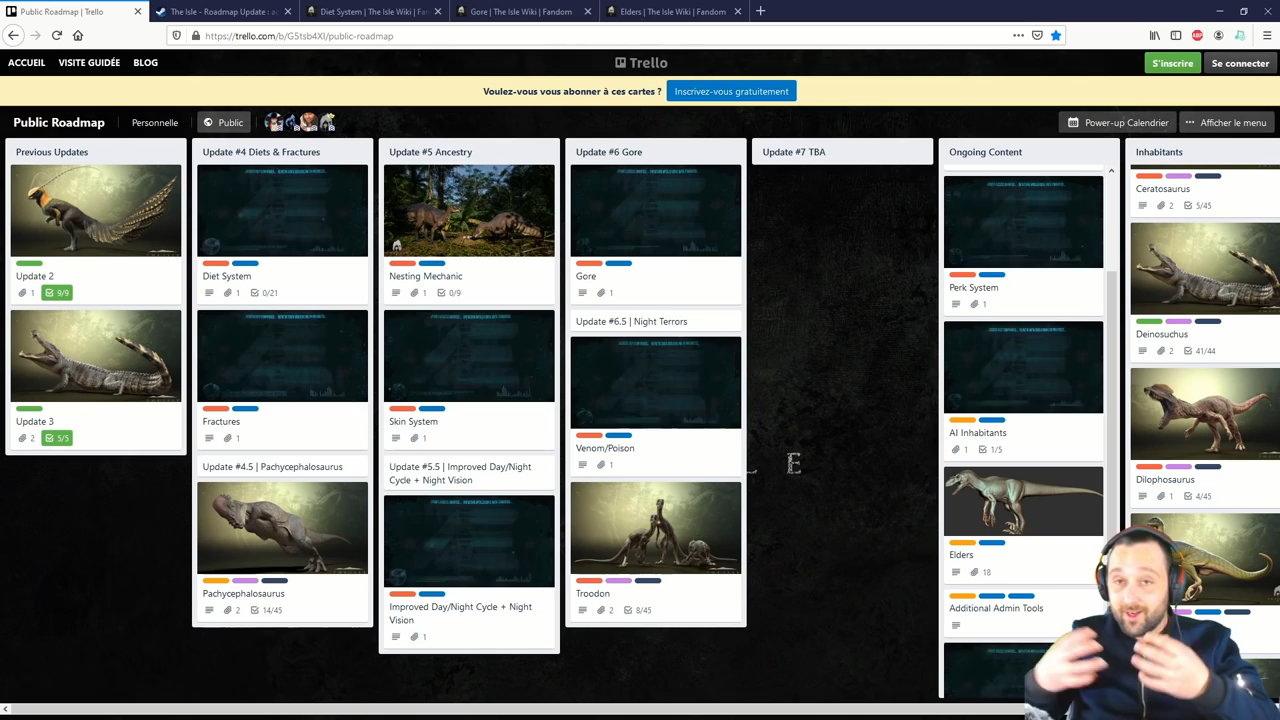 Public Roadmap | Trello
The Isle - Roadmap Update : a
Diet System | The Isle Wiki | Fan
Gore | The Isle Wiki | Fandom
Elders | The Isle Wiki | Fandom
https://trello.com/b/G5tsb4Xl/public-roadmap
ABP
ACCUEIL
VISITE GUIDÉE
BLOG
Trello
S'inscrire
Se connecter
Voulez-vous vous abonner à ces cartes ?
Inscrivez-vous gratuitement
Public Roadmap
Personnelle
Public
Power-up Calendrier
Afficher le menu
Previous Updates
Update 2
1
9/9
Update 3
2
5/5
Update #4 Diets & Fractures
Diet System
1
0/21
Fractures
1
Update #4.5 | Pachycephalosaurus
Pachycephalosaurus
2
14/45
Update #5 Ancestry
Nesting Mechanic
1
0/9
Skin System
1
Update #5.5 | Improved Day/Night
Cycle + Night Vision
Improved Day/Night Cycle + Night
Vision
1
Update #6 Gore
Gore
1
Update #6.5 | Night Terrors
Venom/Poison
1
Troodon
2
8/45
Update #7 TBA
L E
Ongoing Content
Perk System
1
AI Inhabitants
1
1/5
Elders
18
Additional Admin Tools
Inhabitants
Ceratosaurus
2
5/45
Deinosuchus
2
41/44
Dilophosaurus
1
4/45